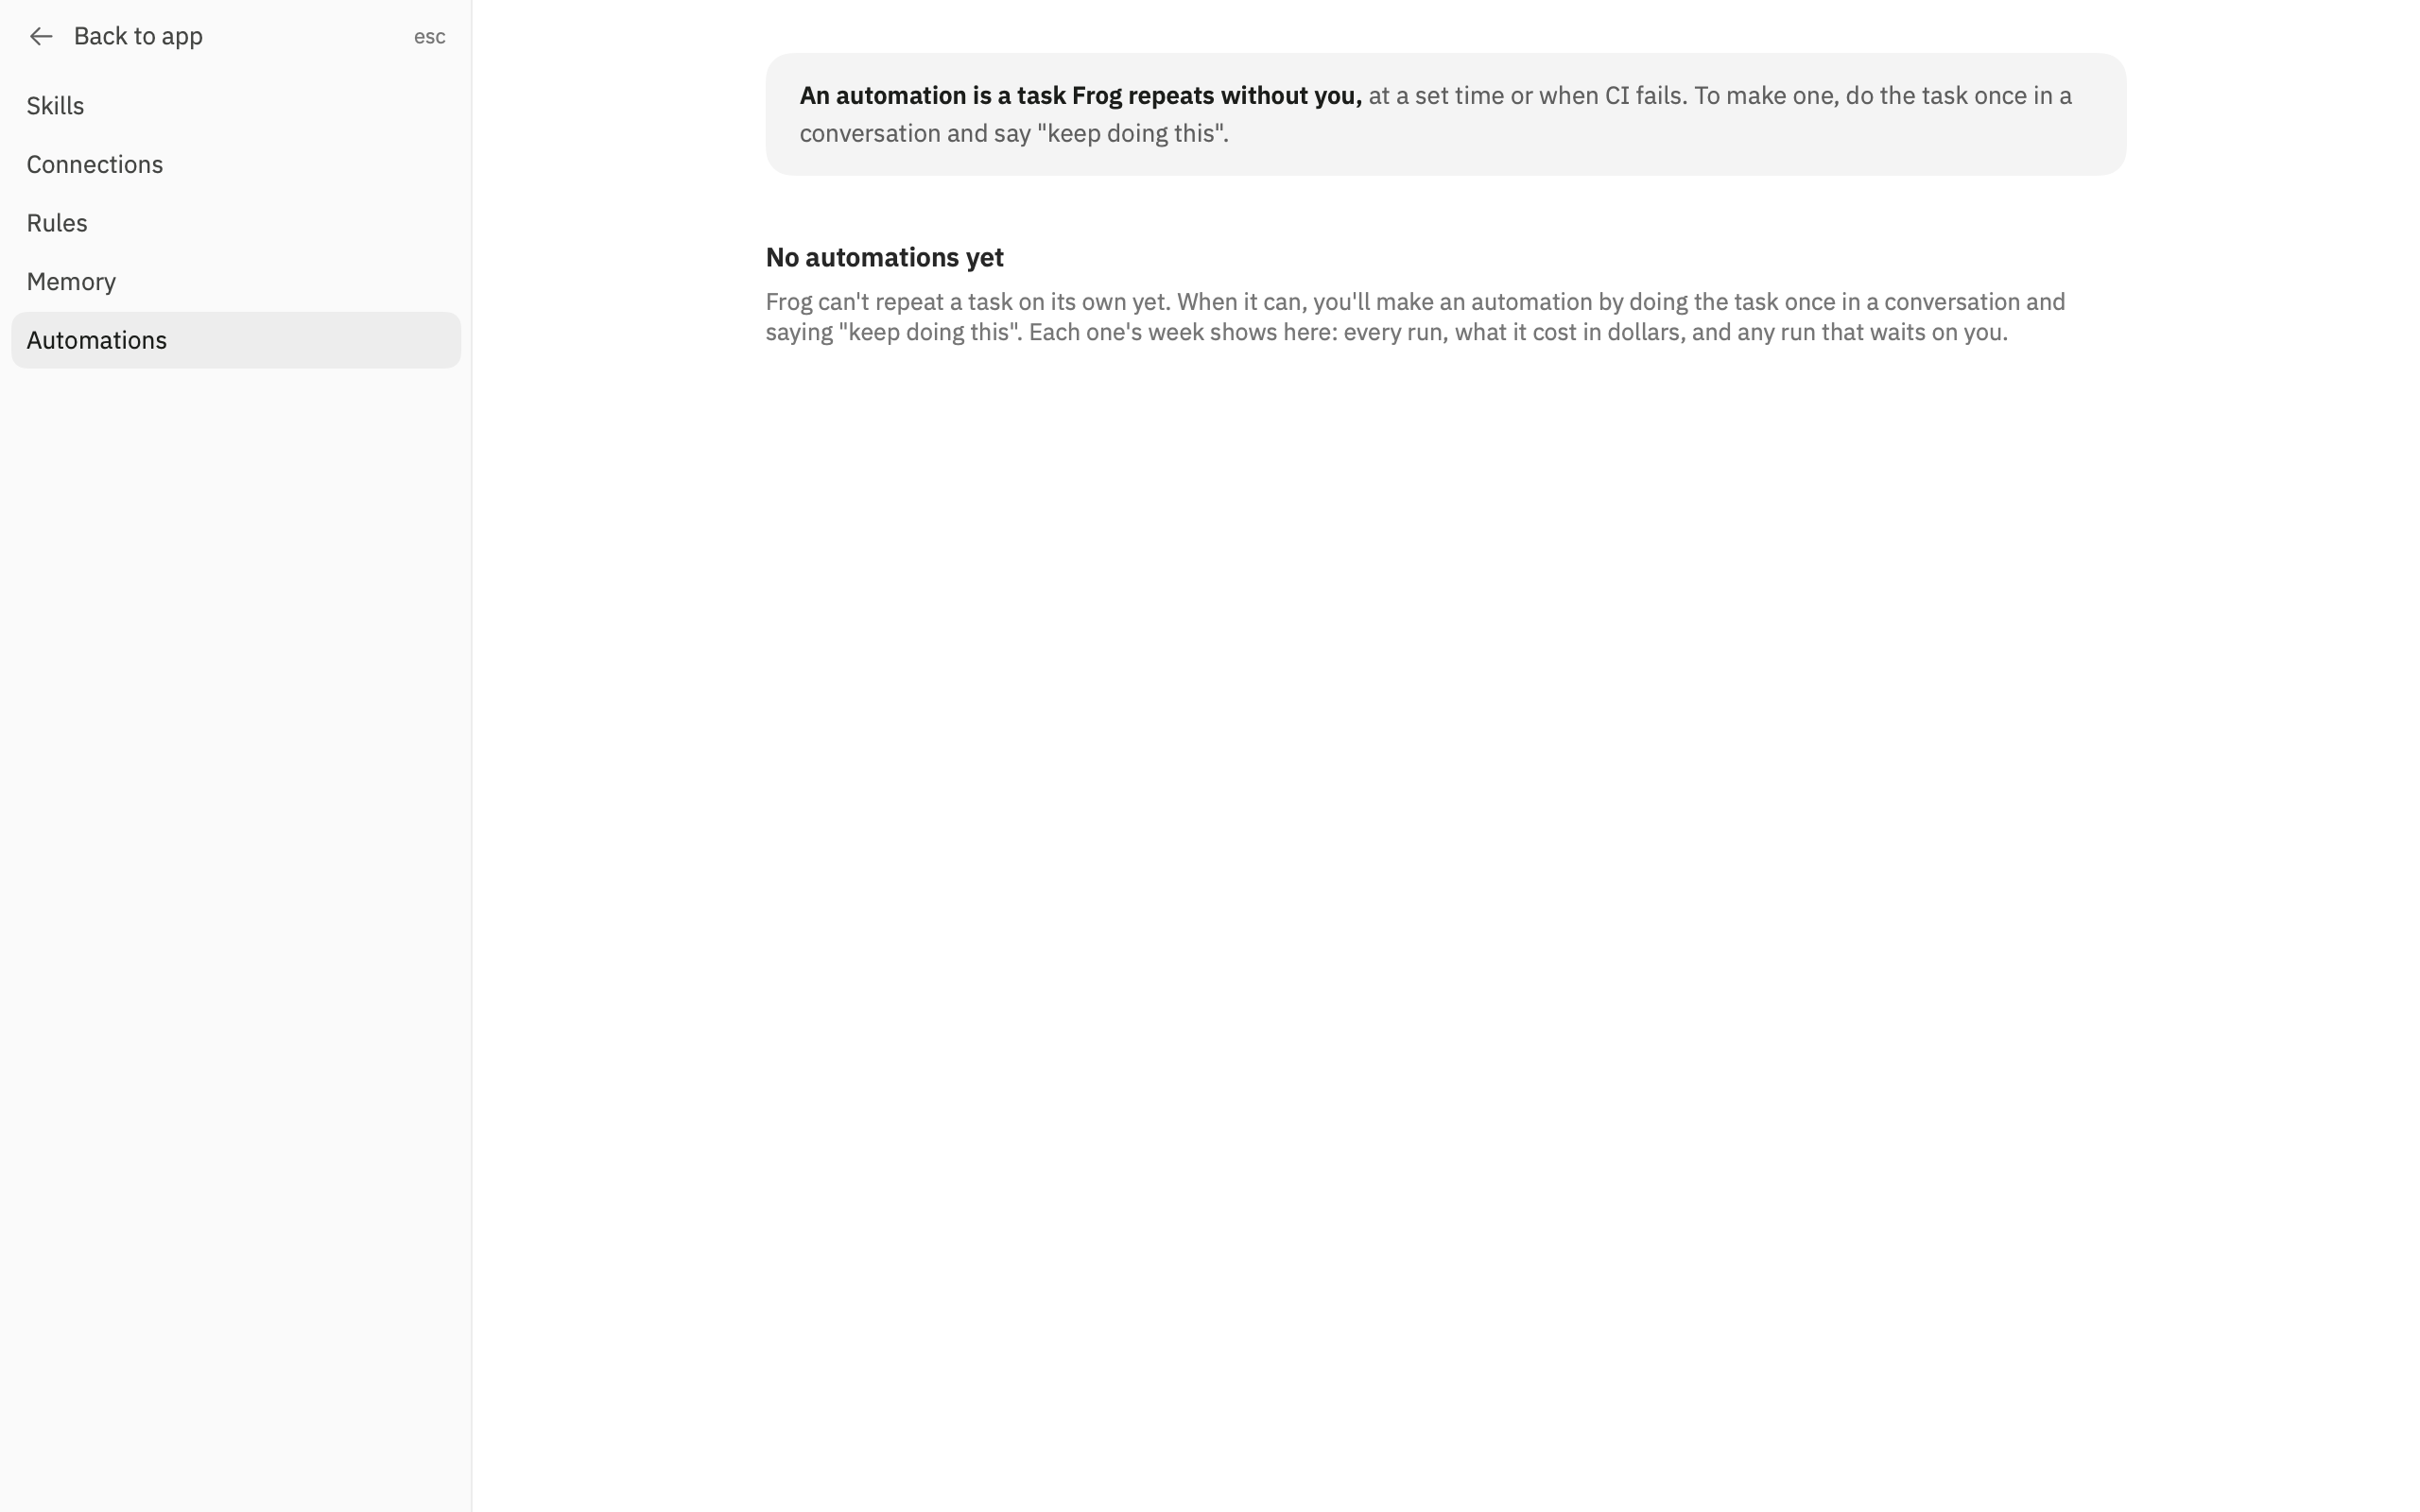 Back to app
esc
Skills
Connections
Rules
Memory
Automations
An automation is a task Frog repeats without you, at a set time or when CI fails. To make one, do the task once in a
conversation and say "keep doing this".
No automations yet
Frog can't repeat a task on its own yet. When it can, you'll make an automation by doing the task once in a conversation and
saying "keep doing this". Each one's week shows here: every run, what it cost in dollars, and any run that waits on you.